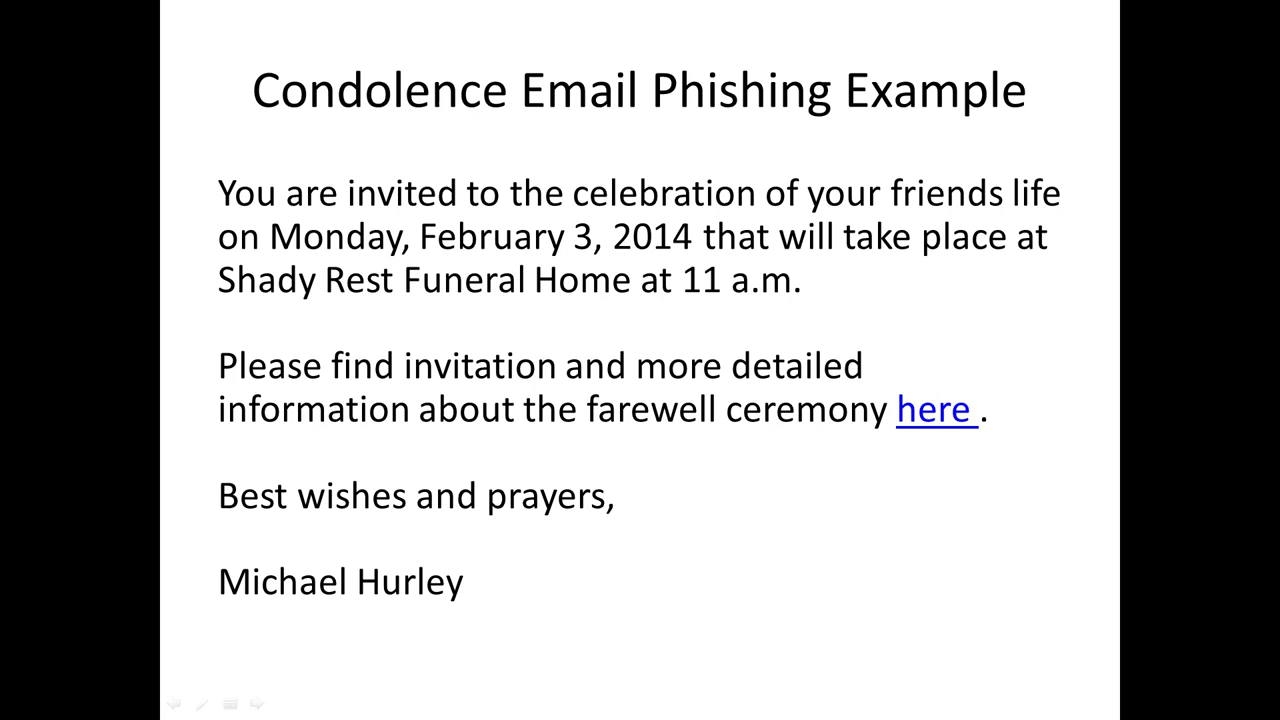 Condolence Email Phishing Example
You are invited to the celebration of your friends life
on Monday, February 3, 2014 that will take place at
Shady Rest Funeral Home at 11 a.m.
Please find invitation and more detailed
information about the farewell ceremony here .
Best wishes and prayers,
Michael Hurley